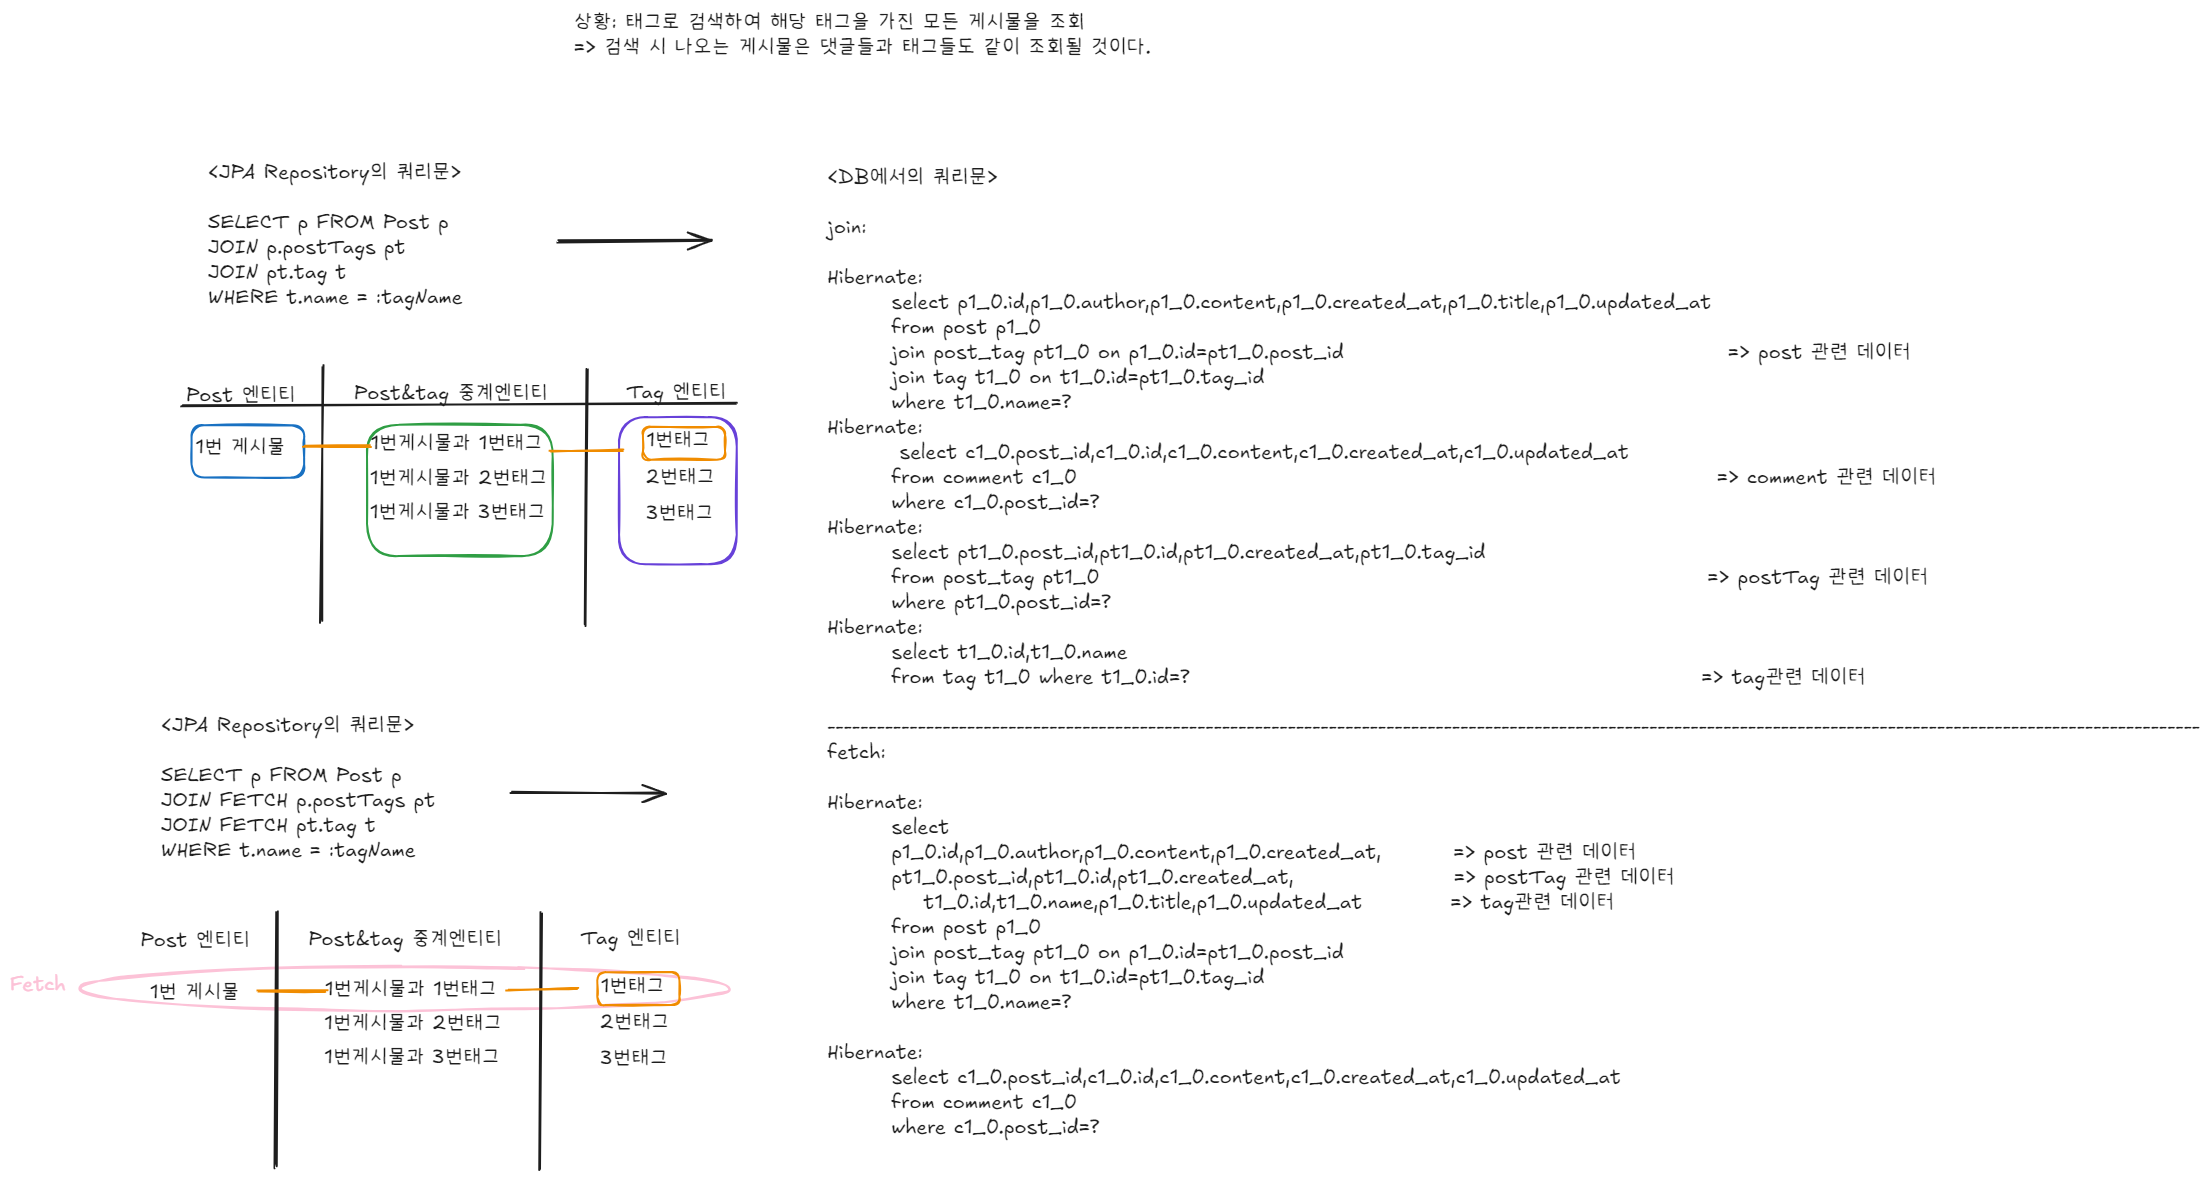 상황: 태그로 검색하여 해당 태그을 가진 모든 게시물을 조회
=> 검색 시 나오는 게시물은 댓글들과 태그들도 같이 조회될 것이다.
<JPA Repository의 쿼리문>
SELECT p FROM Post p
JOIN p.postTags pt
JOIN pt.tag t
WHERE t.name = :tagName
Post 엔티티 Post&tag 중계엔티티 Tag 엔티티
1번 게시물 1번게시물과 1번태그 1번태그
1번게시물과 2번태그 2번태그
1번게시물과 3번태그 3번태그
<DB에서의 쿼리문>
join:
Hibernate:
select p1_0.id,p1_0.author,p1_0.content,p1_0.created_at,p1_0.title,p1_0.updated_at
from post p1_0
join post_tag pt1_0 on p1_0.id=pt1_0.post_id => post 관련 데이터
join tag t1_0 on t1_0.id=pt1_0.tag_id
where t1_0.name=?
Hibernate:
select c1_0.post_id,c1_0.id,c1_0.content,c1_0.created_at,c1_0.updated_at
from comment c1_0 => comment 관련 데이터
where c1_0.post_id=?
Hibernate:
select pt1_0.post_id,pt1_0.id,pt1_0.created_at,pt1_0.tag_id
from post_tag pt1_0 => postTag 관련 데이터
where pt1_0.post_id=?
Hibernate:
select t1_0.id,t1_0.name
from tag t1_0 where t1_0.id=? => tag관련 데이터
<JPA Repository의 쿼리문>
SELECT p FROM Post p
JOIN FETCH p.postTags pt
JOIN FETCH pt.tag t
WHERE t.name = :tagName
Post 엔티티 Post&tag 중계엔티티 Tag 엔티티
Fetch 1번 게시물 1번게시물과 1번태그 1번태그
1번게시물과 2번태그 2번태그
1번게시물과 3번태그 3번태그
fetch:
Hibernate:
select
p1_0.id,p1_0.author,p1_0.content,p1_0.created_at, => post 관련 데이터
pt1_0.post_id,pt1_0.id,pt1_0.created_at, => postTag 관련 데이터
t1_0.id,t1_0.name,p1_0.title,p1_0.updated_at => tag관련 데이터
from post p1_0
join post_tag pt1_0 on p1_0.id=pt1_0.post_id
join tag t1_0 on t1_0.id=pt1_0.tag_id
where t1_0.name=?
Hibernate:
select c1_0.post_id,c1_0.id,c1_0.content,c1_0.created_at,c1_0.updated_at
from comment c1_0
where c1_0.post_id=?